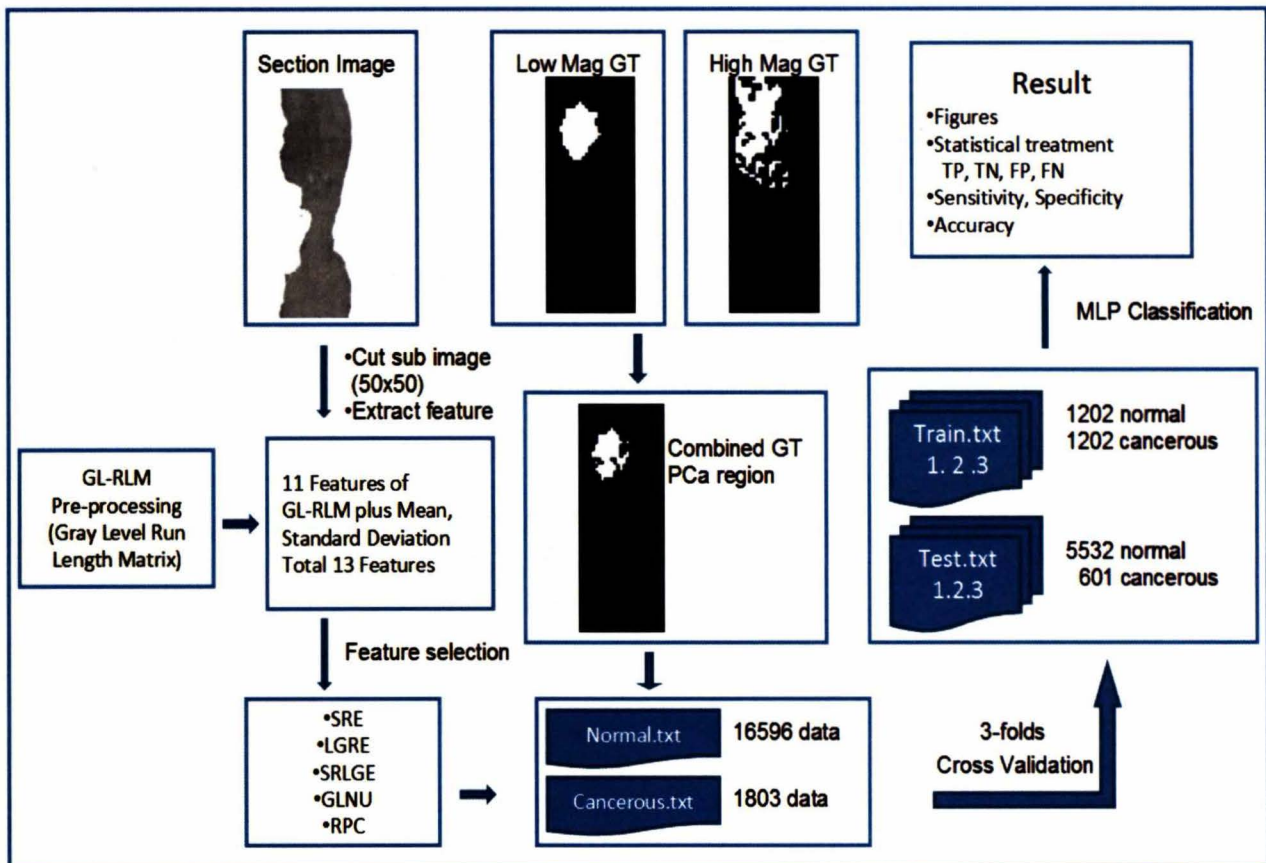 Section Image
Low Mag GT
High Mag GT
Result
•Figures
•Statistical treatment
TP, TN, FP, FN
•Sensitivity, Specificity
•Accuracy
•Cut sub image
(50x50)
•Extract feature
MLP Classification
GL-RLM
Pre-processing
(Gray Level Run
Length Matrix)
11 Features of
GL-RLM plus Mean,
Standard Deviation
Total 13 Features
Combined GT
PCa region
Train.txt
1. 2 .3
1202 normal
1202 cancerous
Test.txt
1.2.3
5532 normal
601 cancerous
Feature selection
•SRE
•LGRE
•SRLGE
•GLNU
•RPC
Normal.txt
16596 data
Cancerous.txt
1803 data
3-folds
Cross Validation